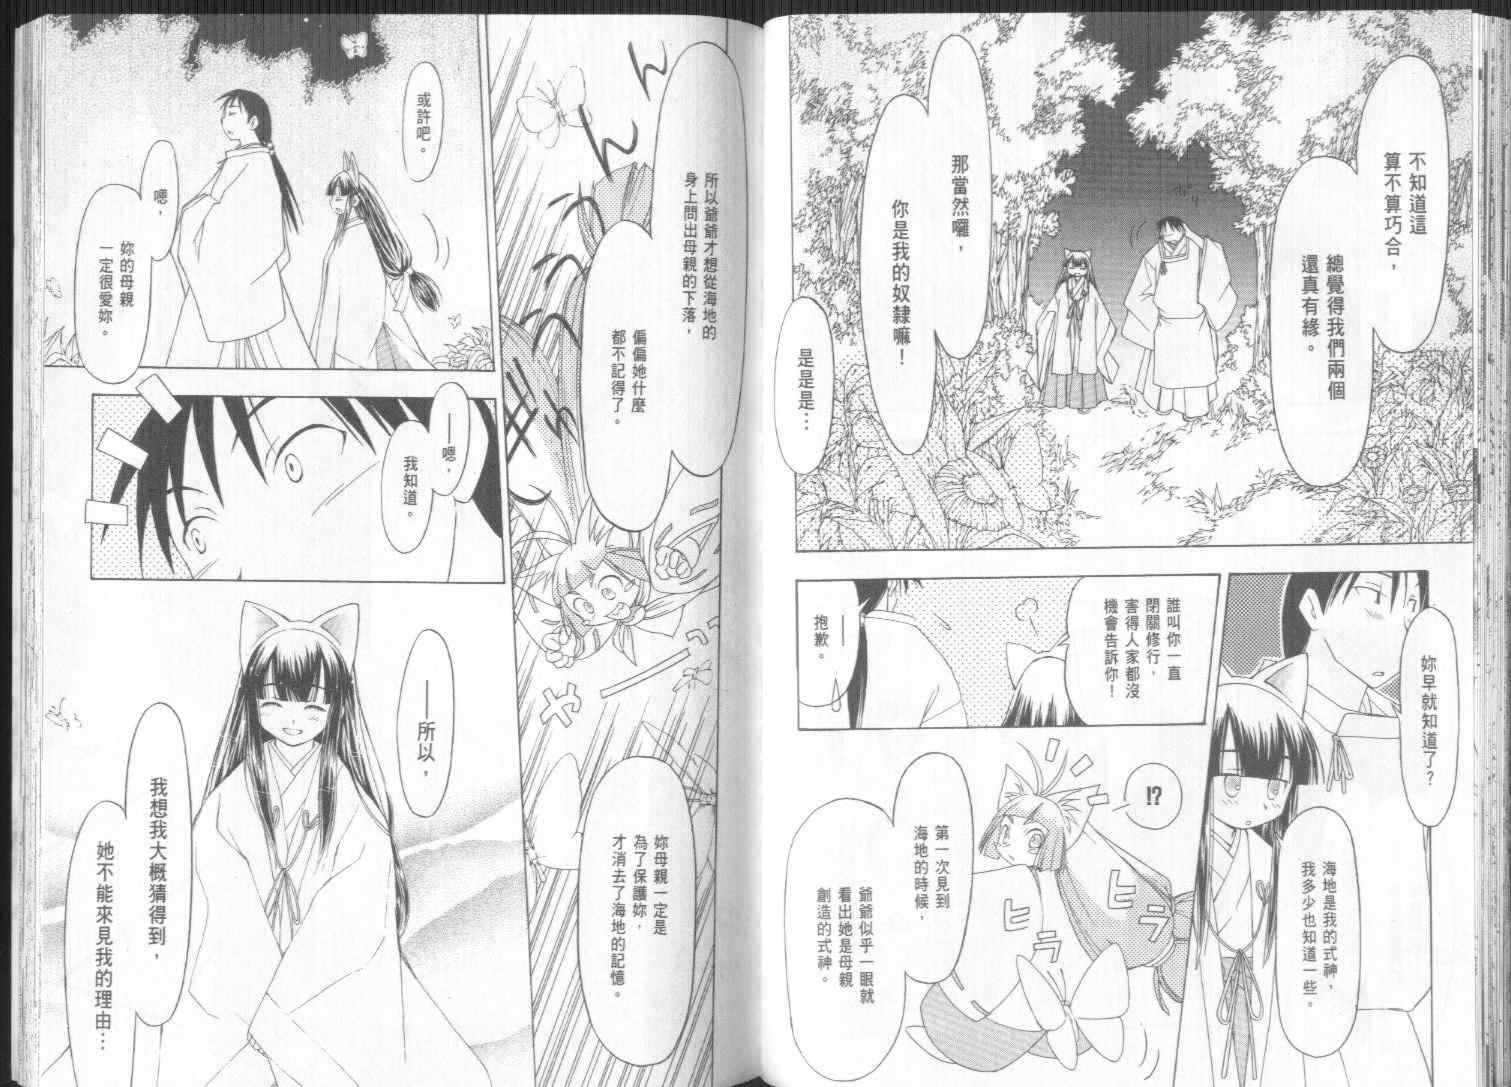 不知道這
算不算巧合，
總覺得我們兩個
還真有緣。
那當然囉，
你是我的奴隸嘛！
是是是…
妳早就知道了？
海地是我的式神，
我多少也知道一些。
誰叫你一直
閉關修行，
害得人家都沒
機會告訴你！
——
抱歉。
!?
ヒラ
ヒラ
第一次見到
海地的時候，
爺爺似乎一眼就
看出她是母親
創造的式神。
所以爺爺才想從海地的
身上問出母親的下落，
偏偏她什麼
都不記得了。
妳母親一定是
為了保護妳，
才消去了海地的記憶。
或許吧。
嗯，
妳的母親
一定很愛妳。
——嗯，
我知道。
——所以，
我想我大概猜得到，
她不能來見我的理由…